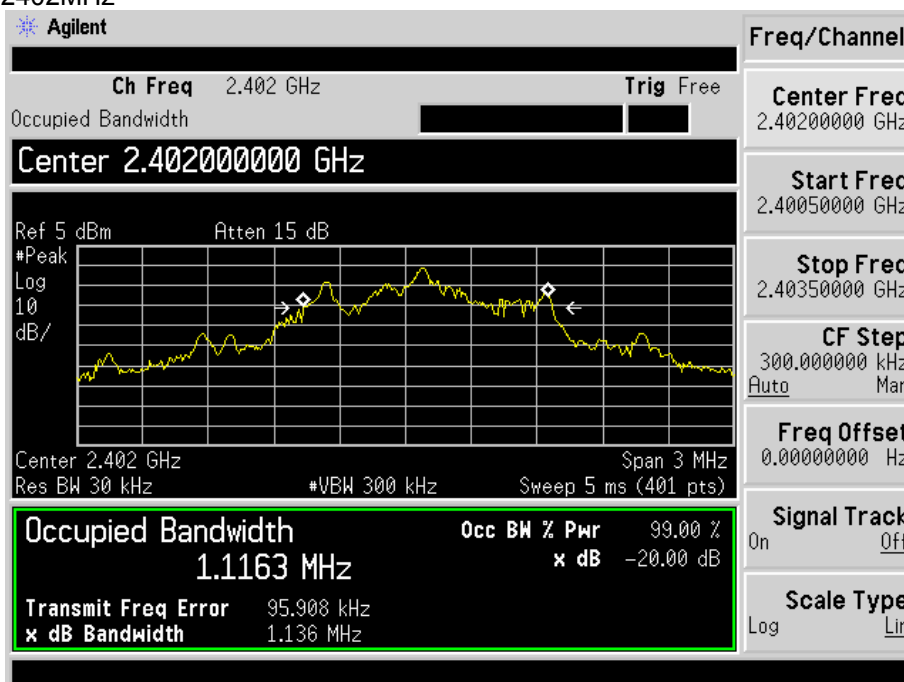 2402MHz
Agilent
Freq/Channel
Ch Freq 2.402 GHz Trig Free
Occupied Bandwidth
Center 2.402000000 GHz
Ref 5 dBm Atten 15 dB
#Peak
Log
10
dB/
Center 2.402 GHz Span 3 MHz
Res BW 30 kHz #VBW 300 kHz Sweep 5 ms (401 pts)
Occupied Bandwidth Occ BW % Pwr 99.00 %
1.1163 MHz x dB -20.00 dB
Transmit Freq Error 95.908 kHz
x dB Bandwidth 1.136 MHz
Center Freq
2.40200000 GHz
Start Freq
2.40050000 GHz
Stop Freq
2.40350000 GHz
CF Step
300.000000 kHz
Auto Man
Freq Offset
0.00000000 Hz
Signal Track
On Off
Scale Type
Log Lin